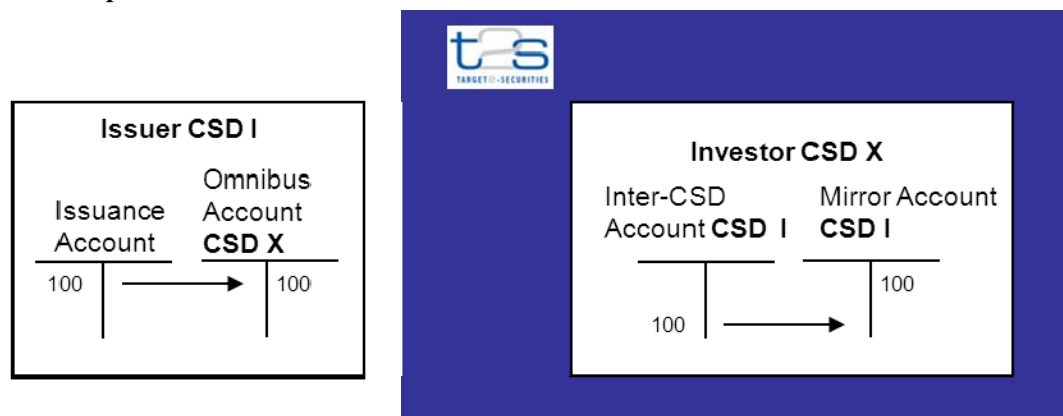 t2s
TARGET2-SECURITIES
Issuer CSD I
Issuance
Account
Omnibus
Account
CSD X
100
100
Investor CSD X
Inter-CSD
Account CSD I
Mirror Account
CSD I
100
100